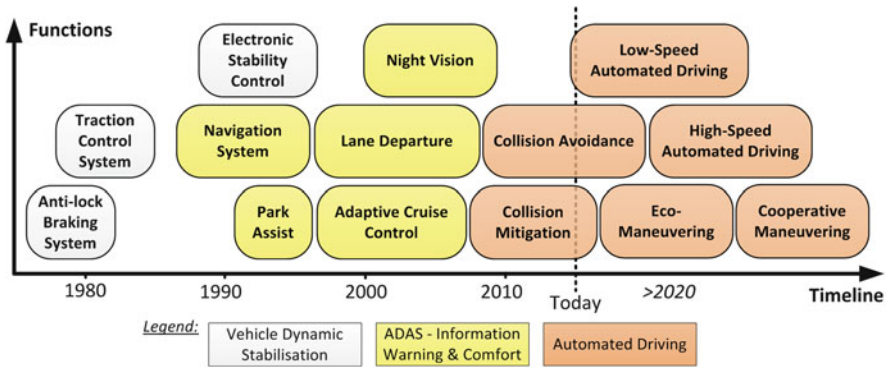 Functions
Electronic
Stability
Control
Night Vision
Low-Speed
Automated Driving
Traction
Control
System
Navigation
System
Lane Departure
Collision Avoidance
High-Speed
Automated Driving
Anti-lock
Braking
System
Park
Assist
Adaptive Cruise
Control
Collision
Mitigation
Eco-
Maneuvering
Cooperative
Maneuvering
1980
1990
2000
2010
Today
>2020
Timeline
Legend:
Vehicle Dynamic
Stabilisation
ADAS - Information
Warning & Comfort
Automated Driving